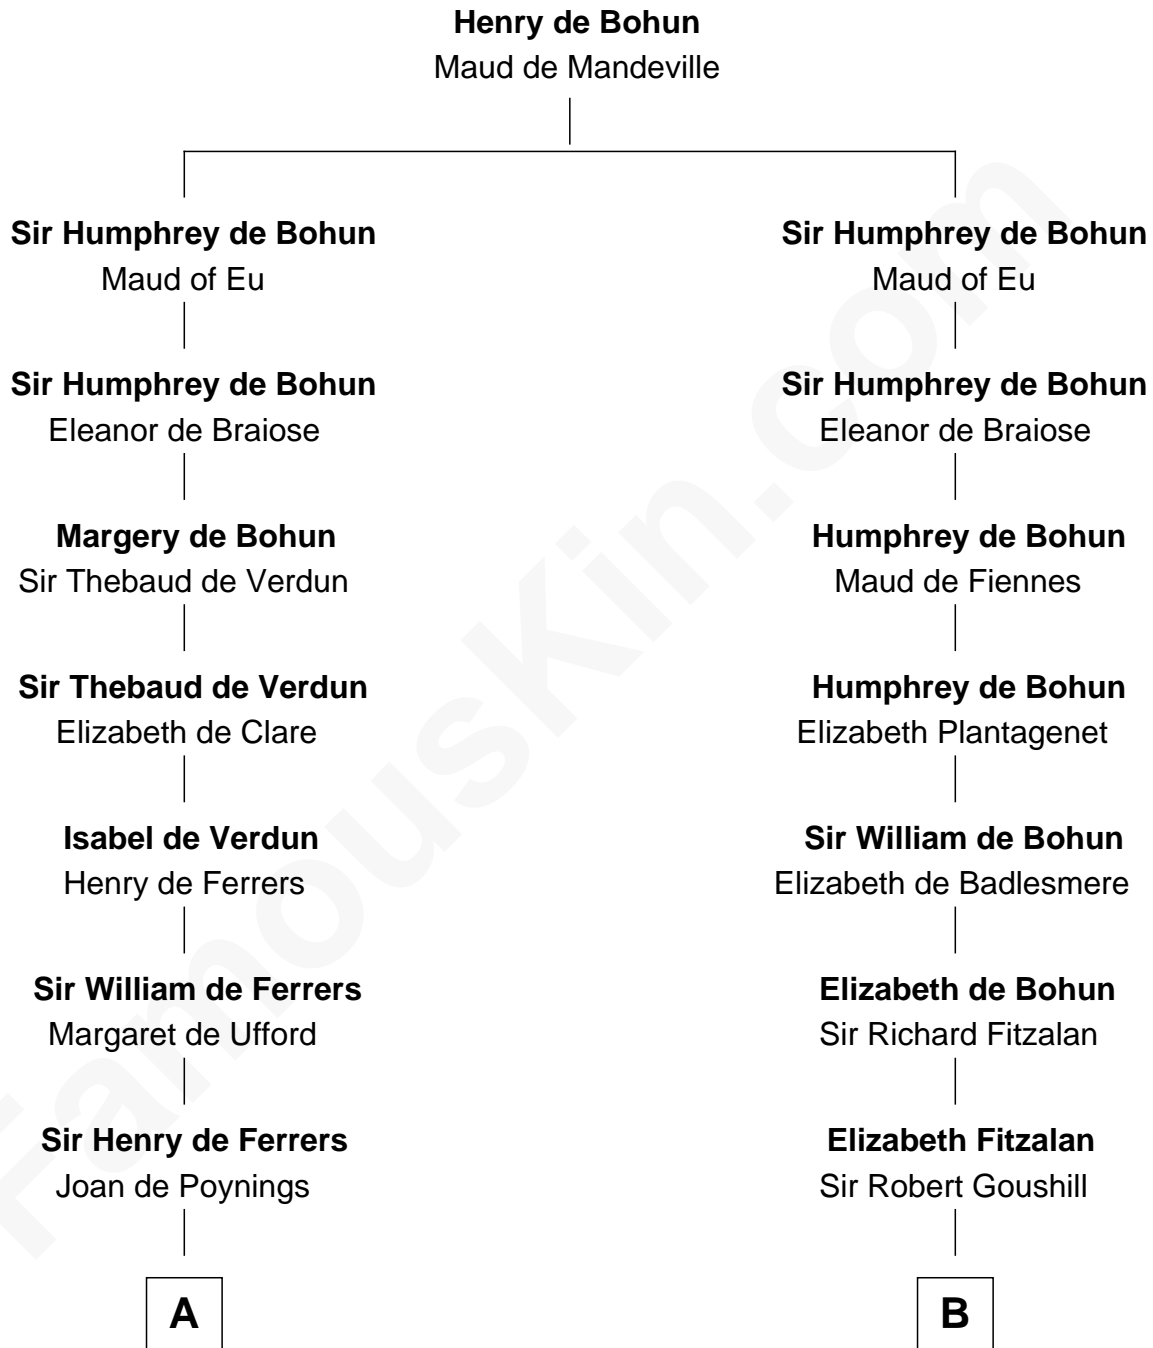 Henry de Bohun
Maud de Mandeville
Sir Humphrey de Bohun
Maud of Eu
Sir Humphrey de Bohun
Eleanor de Braiose
Margery de Bohun
Sir Thebaud de Verdun
Sir Thebaud de Verdun
Elizabeth de Clare
Isabel de Verdun
Henry de Ferrers
Sir William de Ferrers
Margaret de Ufford
Sir Henry de Ferrers
Joan de Poynings
A
Sir Humphrey de Bohun
Maud of Eu
Sir Humphrey de Bohun
Eleanor de Braiose
Humphrey de Bohun
Maud de Fiennes
Humphrey de Bohun
Elizabeth Plantagenet
Sir William de Bohun
Elizabeth de Badlesmere
Elizabeth de Bohun
Sir Richard Fitzalan
Elizabeth Fitzalan
Sir Robert Goushill
B
FamousKin.com